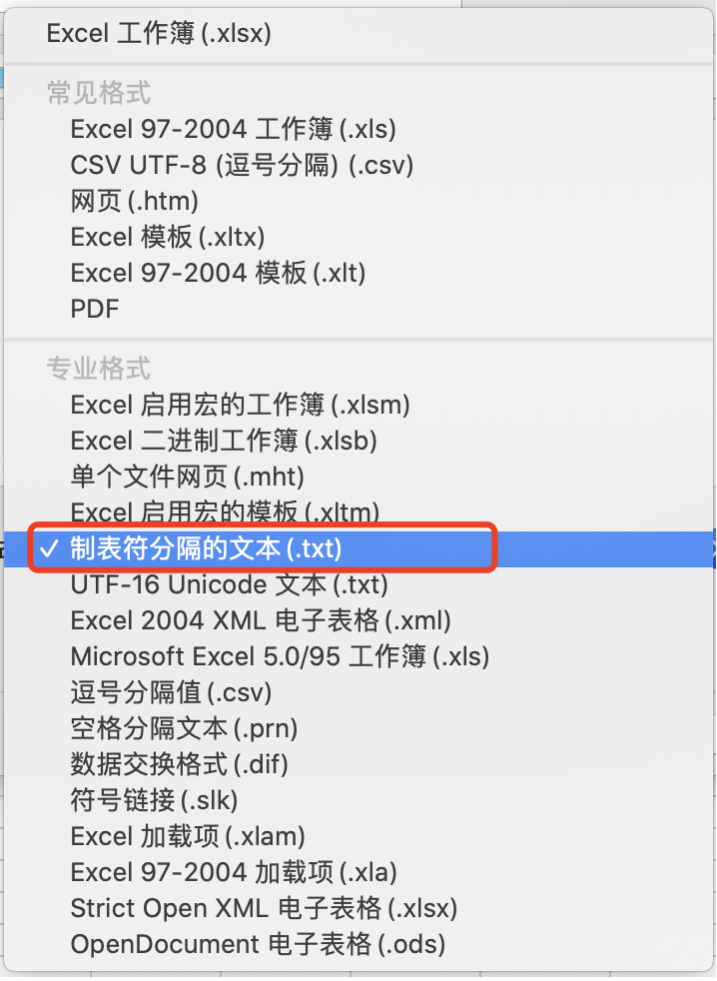 Excel 工作簿 (.xlsx)
常见格式
Excel 97-2004 工作簿 (.xls)
CSV UTF-8 (逗号分隔) (.csv)
网页 (.htm)
Excel 模板 (.xltx)
Excel 97-2004 模板 (.xlt)
PDF
专业格式
Excel 启用宏的工作簿 (.xlsm)
Excel 二进制工作簿 (.xlsb)
单个文件网页 (.mht)
Excel 启用宏的模板 (.xltm)
✓ 制表符分隔的文本 (.txt)
UTF-16 Unicode 文本 (.txt)
Excel 2004 XML 电子表格 (.xml)
Microsoft Excel 5.0/95 工作簿 (.xls)
逗号分隔值 (.csv)
空格分隔文本 (.prn)
数据交换格式 (.dif)
符号链接 (.slk)
Excel 加载项 (.xlam)
Excel 97-2004 加载项 (.xla)
Strict Open XML 电子表格 (.xlsx)
OpenDocument 电子表格 (.ods)